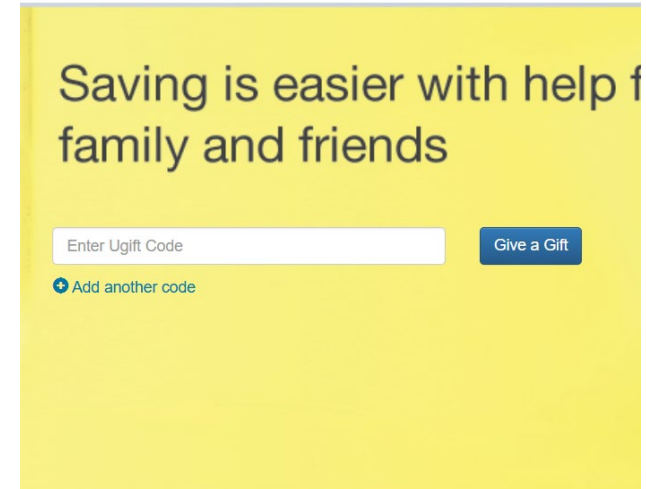 Saving is easier with help f
family and friends
Enter Ugift Code
Give a Gift
Add another code